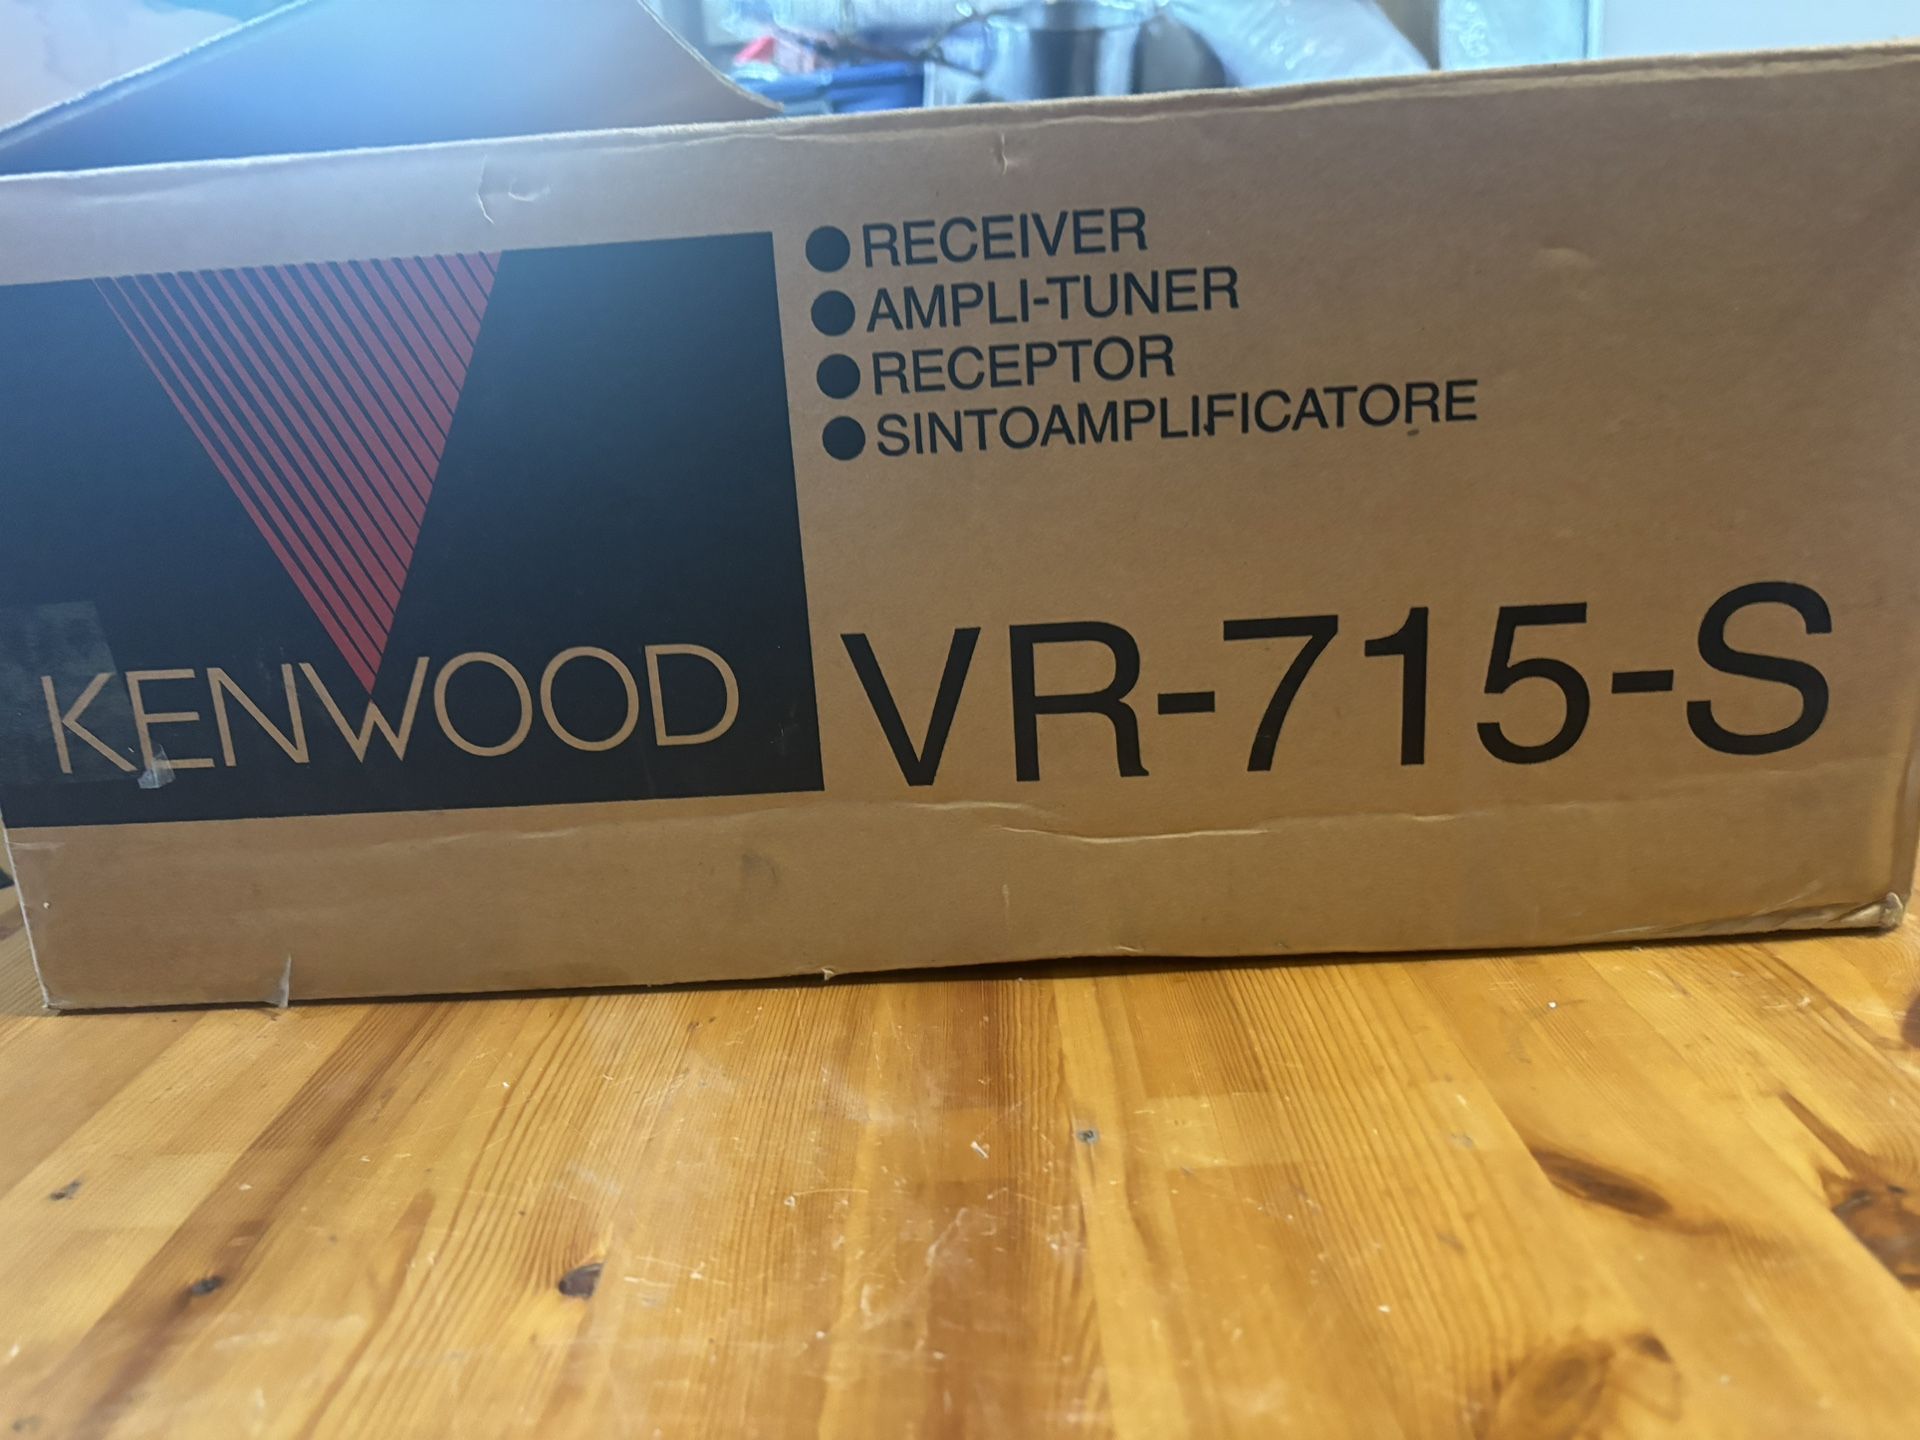 ● RECEIVER
● AMPLI-TUNER
● RECEPTOR
● SINTOAMPLIFICATORE
KENWOOD
VR-715-S